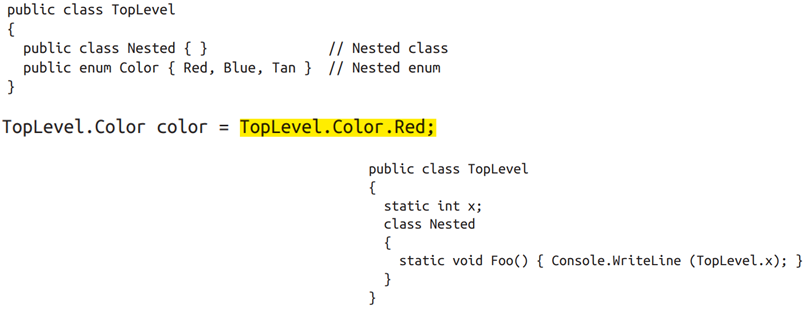 public class TopLevel
{
  public class Nested { }               // Nested class
  public enum Color { Red, Blue, Tan }  // Nested enum
}
TopLevel.Color color = TopLevel.Color.Red;
public class TopLevel
{
  static int x;
  class Nested
  {
    static void Foo() { Console.WriteLine (TopLevel.x); }
  }
}